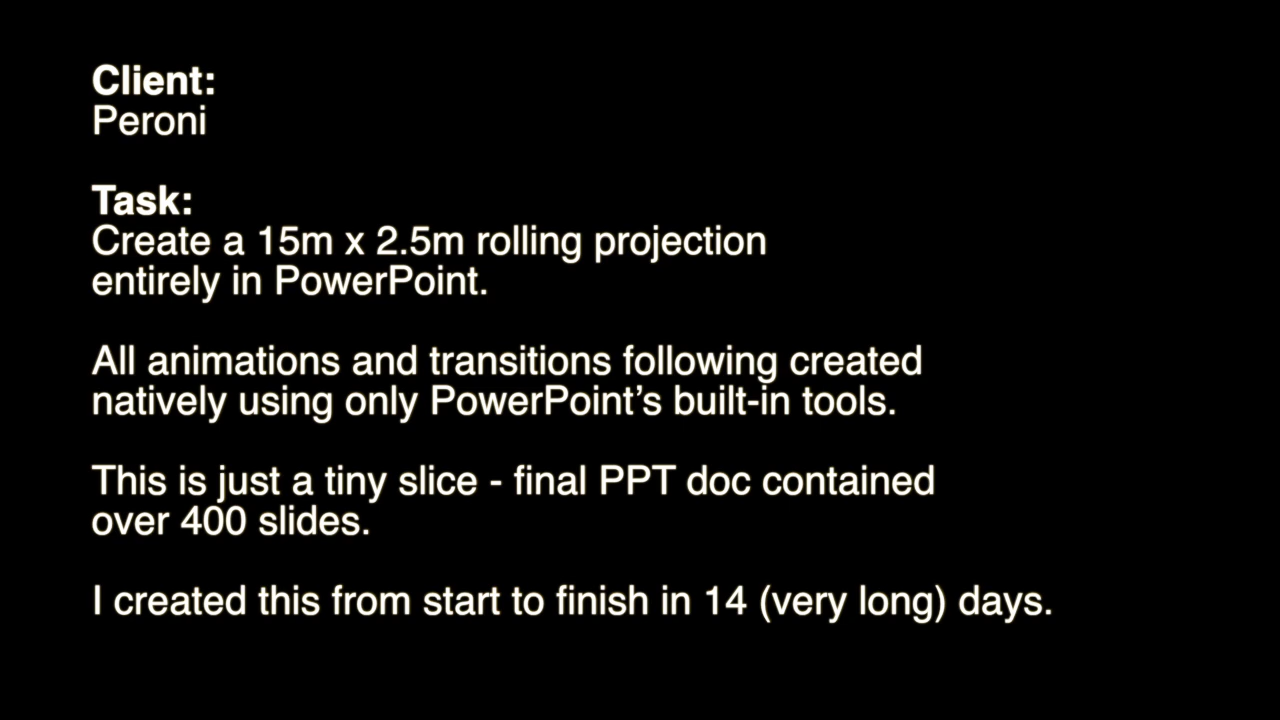 Client:
Peroni
Task:
Create a 15m x 2.5m rolling projection
entirely in PowerPoint.
All animations and transitions following created
natively using only PowerPoint’s built-in tools.
This is just a tiny slice - final PPT doc contained
over 400 slides.
I created this from start to finish in 14 (very long) days.